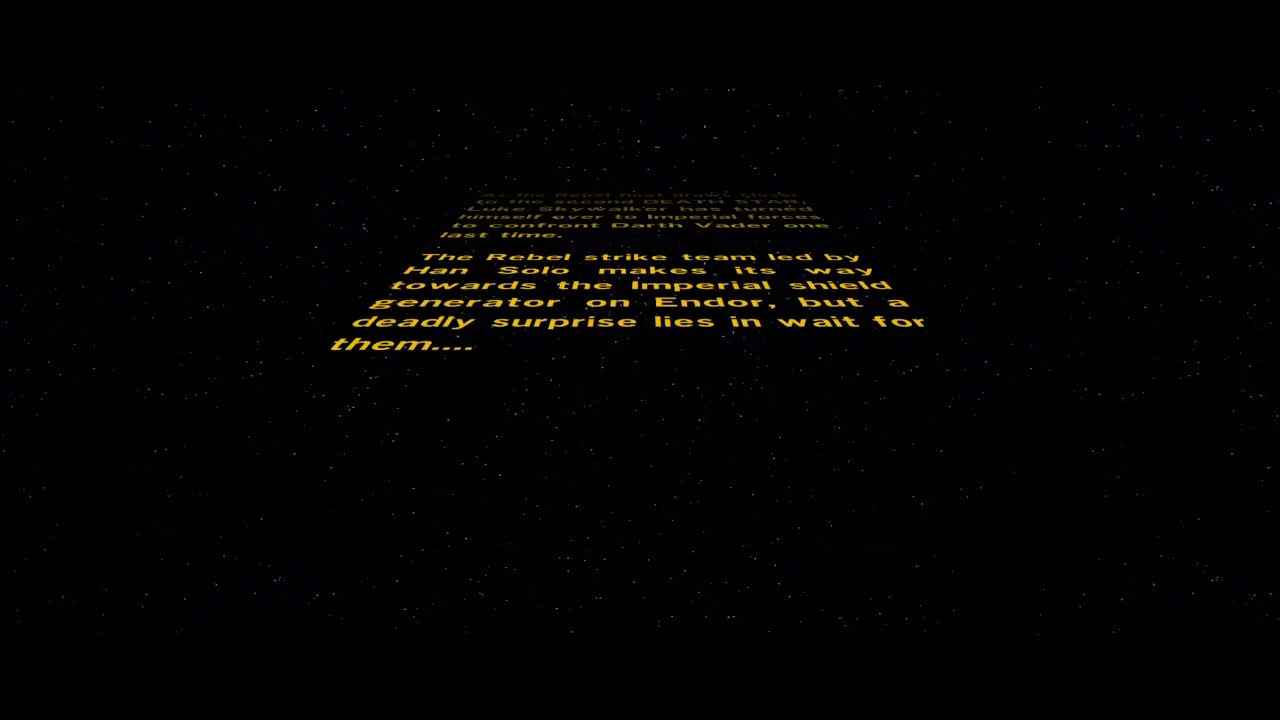 As the Rebel fleet draws closer
to the second DEATH STAR,
Luke Skywalker has turned
himself over to Imperial forces
to confront Darth Vader one
last time.
The Rebel strike team led by
Han Solo makes its way
towards the Imperial shield
generator on Endor, but a
deadly surprise lies in wait for
them....